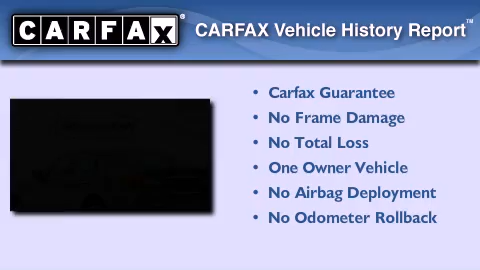 CARFAX® CARFAX Vehicle History Report™
• Carfax Guarantee
• No Frame Damage
• No Total Loss
• One Owner Vehicle
• No Airbag Deployment
• No Odometer Rollback